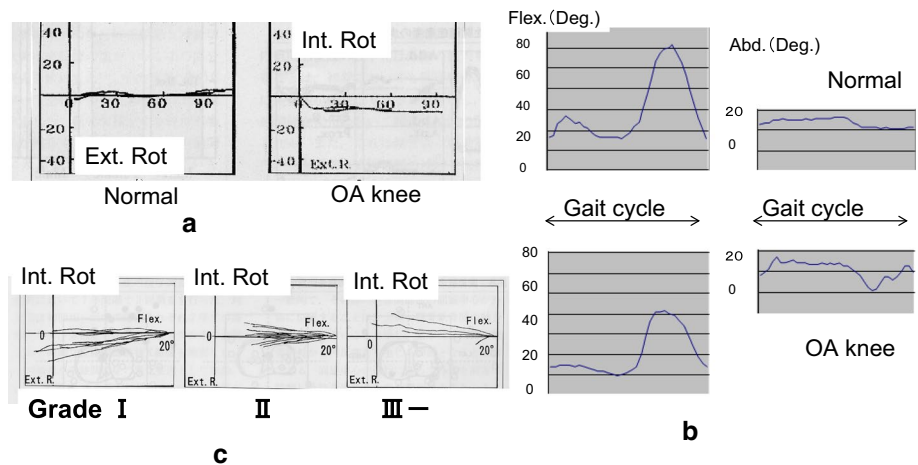 40
20
0 30 60 90
-20
-40
Ext. Rot
Normal
Int. Rot
20
0 30 60 90
-20
-40
Ext.R.
OA knee
a
Flex.(Deg.)
80
60
40
20
0
Gait cycle
80
60
40
20
0
Abd.(Deg.)
Normal
20
0
Gait cycle
20
0
OA knee
b
Int. Rot
0
Flex.
20°
Ext.R.
Int. Rot
0
Flex.
20°
Ext.R.
Int. Rot
0
Flex.
20°
Ext.R.
Grade Ⅰ Ⅱ Ⅲ－
c